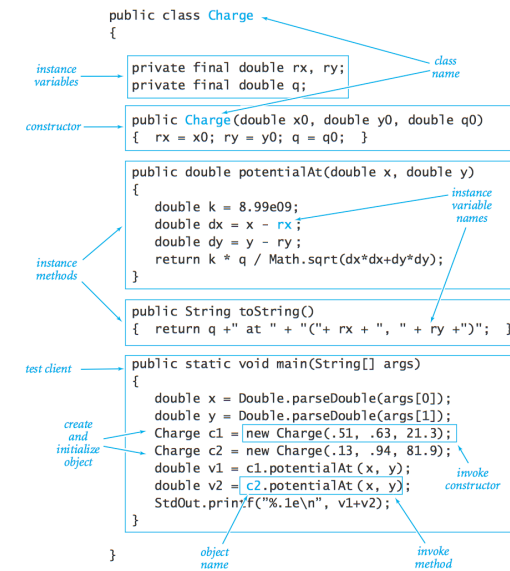 public class Charge
{
class
name
instance
variables
private final double rx, ry;
private final double q;
constructor
public Charge(double x0, double y0, double q0)
{ rx = x0; ry = y0; q = q0; }
public double potentialAt(double x, double y)
{
double k = 8.99e09;
double dx = x - rx;
double dy = y - ry;
return k * q / Math.sqrt(dx*dx+dy*dy);
}
instance
variable
names
instance
methods
public String toString()
{ return q +" at " + "("+ rx + ", " + ry +")"; }
test client
public static void main(String[] args)
{
double x = Double.parseDouble(args[0]);
double y = Double.parseDouble(args[1]);
Charge c1 = new Charge(.51, .63, 21.3);
Charge c2 = new Charge(.13, .94, 81.9);
double v1 = c1.potentialAt(x, y);
double v2 = c2.potentialAt(x, y);
StdOut.printf("%.1e\n", v1+v2);
}
create
and
initialize
object
invoke
constructor
}
object
name
invoke
method